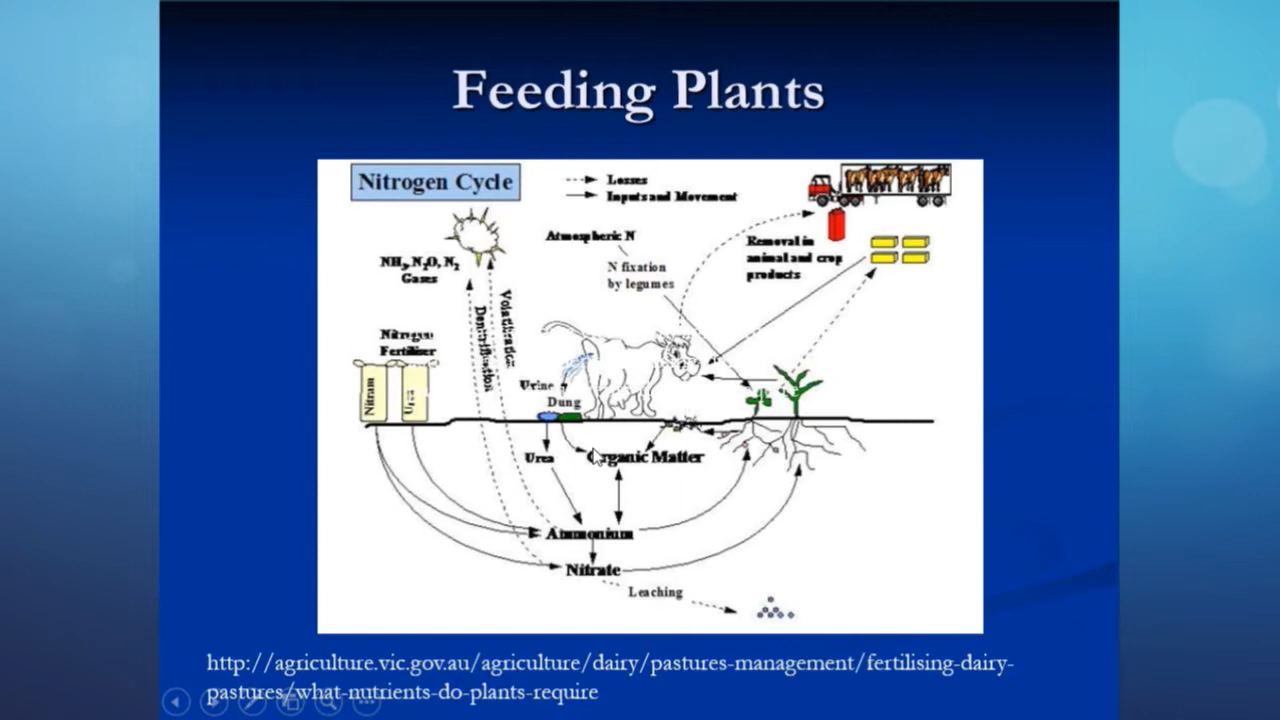 Feeding Plants
Nitrogen Cycle
Losses
Inputs and Movement
Atmospheric N
N fixation
by legumes
Removal in
animal and crop
products
NH₃, N₂O, N₂
Gases
Volatilization
Denitrification
Nitrogen
Fertiliser
Nitram
Urea
Urine
Dung
Urea
Organic Matter
Ammonium
Nitrate
Leaching
http://agriculture.vic.gov.au/agriculture/dairy/pastures-management/fertilising-dairy-
pastures/what-nutrients-do-plants-require